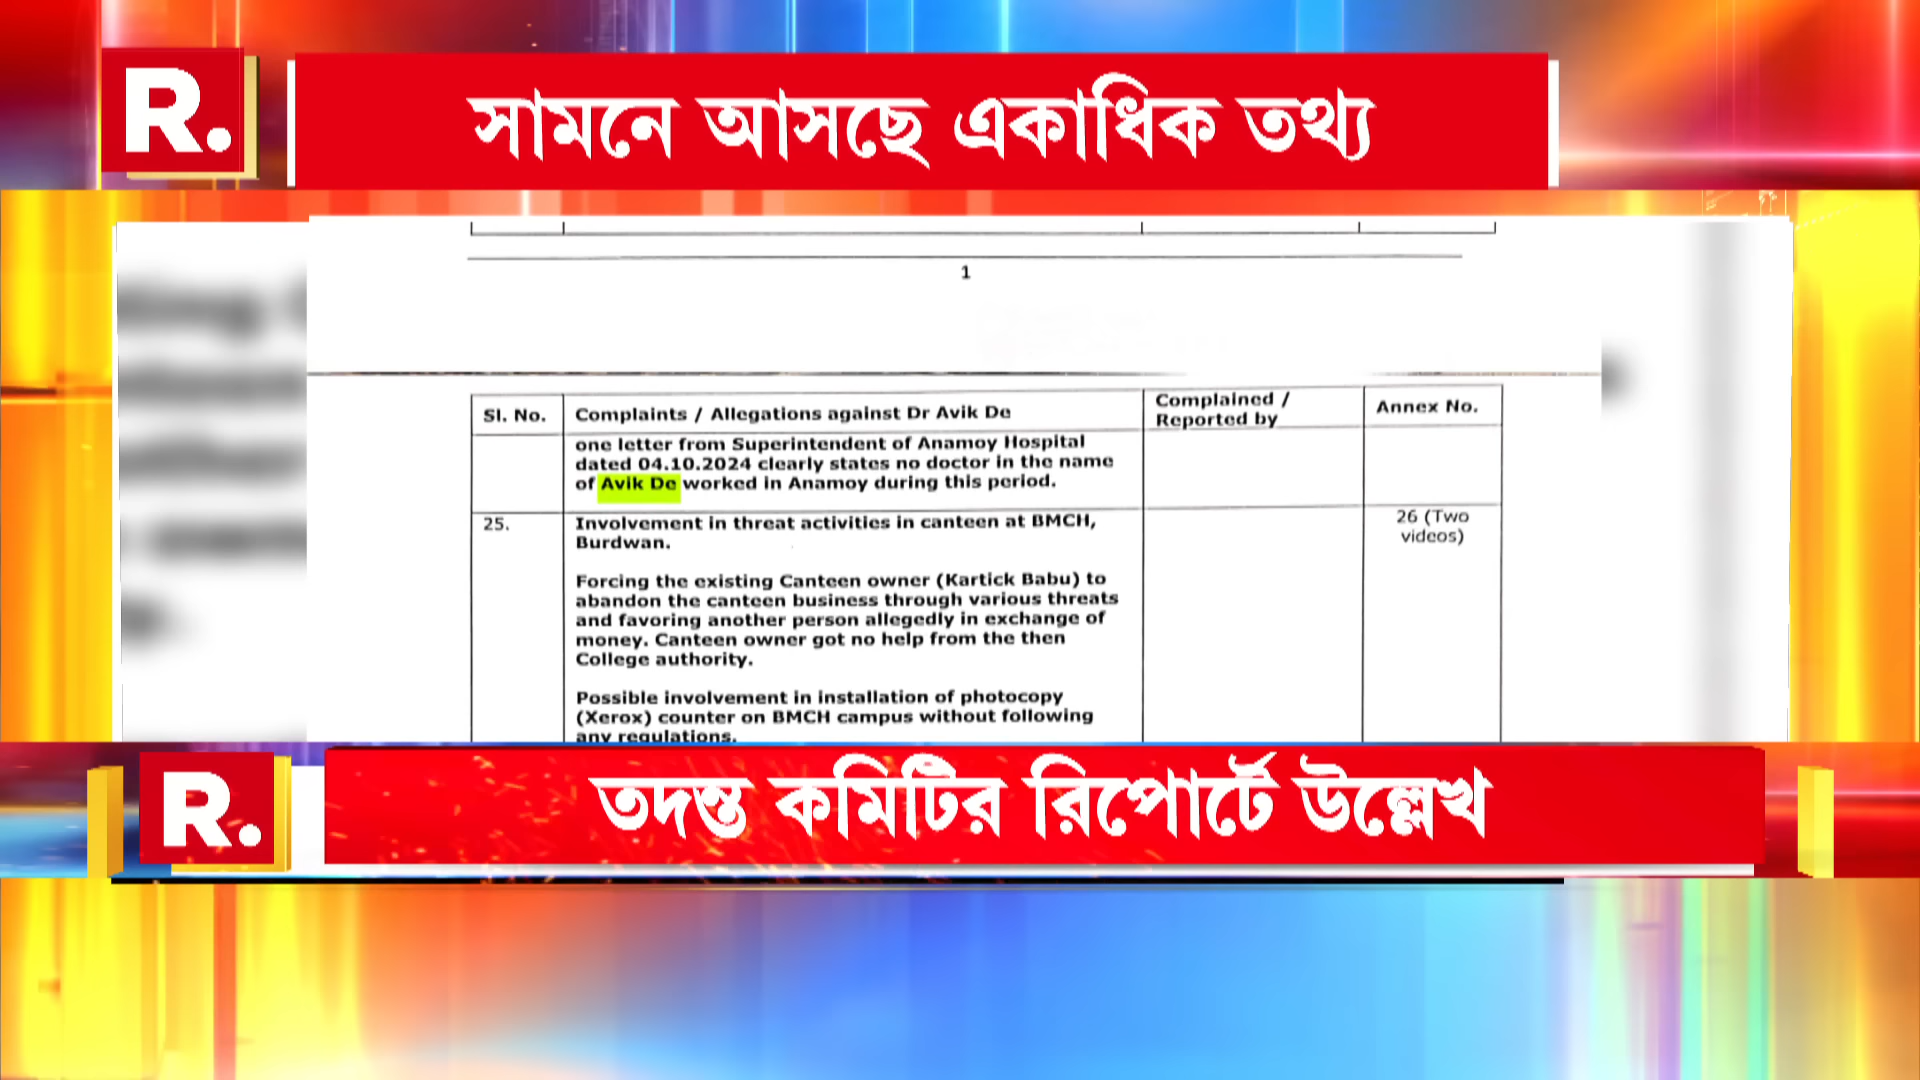 R.
সামনে আসছে একাধিক তথ্য
1
Sl. No.
Complaints / Allegations against Dr Avik De
Complained /
Reported by
Annex No.
one letter from Superintendent of Anamoy Hospital
dated 04.10.2024 clearly states no doctor in the name
of Avik De worked in Anamoy during this period.
25.
Involvement in threat activities in canteen at BMCH,
Burdwan.
26 (Two
videos)
Forcing the existing Canteen owner (Kartick Babu) to
abandon the canteen business through various threats
and favoring another person allegedly in exchange of
money. Canteen owner got no help from the then
College authority.
Possible involvement in installation of photocopy
(Xerox) counter on BMCH campus without following
any regulations.
R.
তদন্ত কমিটির রিপোর্টে উল্লেখ